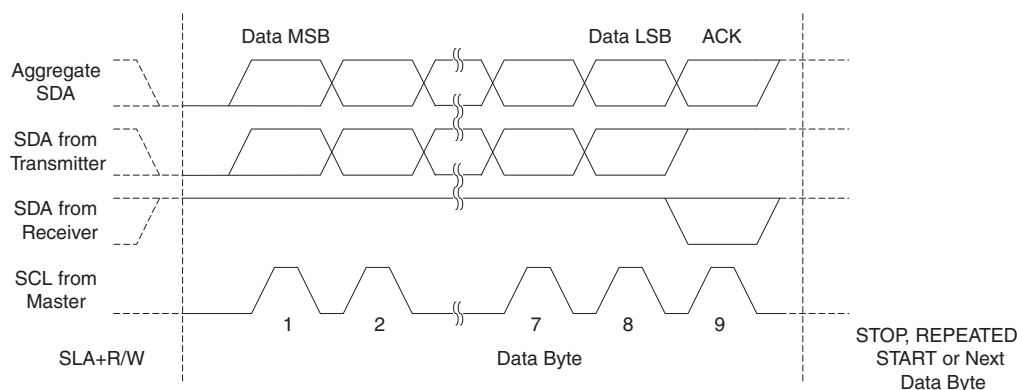 Data MSB
Data LSB
ACK
Aggregate
SDA
SDA from
Transmitter
SDA from
Receiver
SCL from
Master
1
2
7
8
9
SLA+R/W
Data Byte
STOP, REPEATED
START or Next
Data Byte